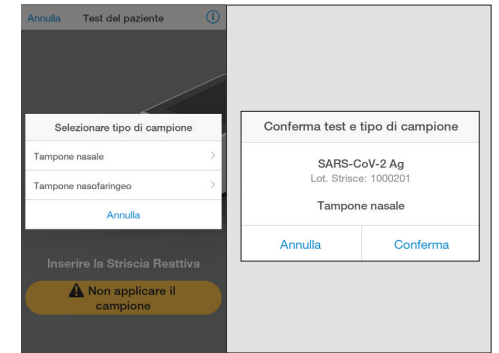 Annulla Test del paziente
Selezionare tipo di campione
Tampone nasale
Tampone nasofaringeo
Annulla
Inserire la Striscia Reattiva
Non applicare il
campione
Conferma test e tipo di campione
SARS-CoV-2 Ag
Lot. Strisce: 1000201
Tampone nasale
Annulla Conferma